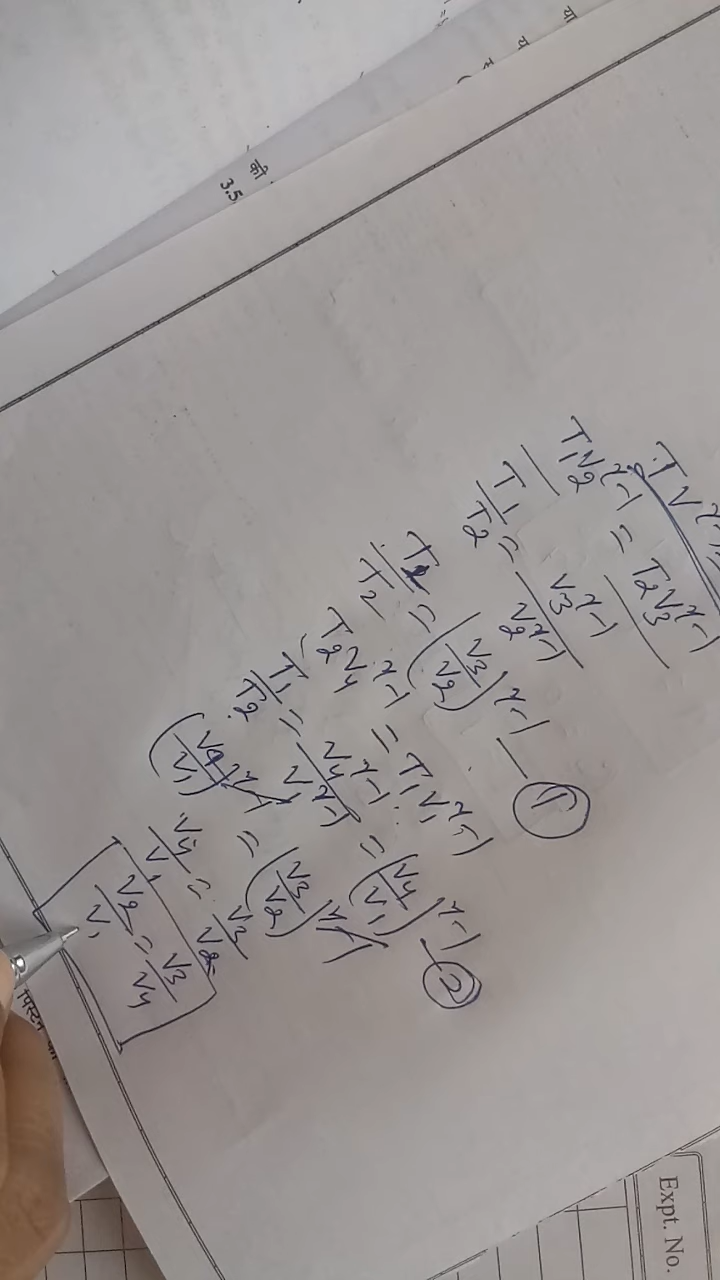 TV^γ-1
T₁V₂^γ-1 = T₂V₃^γ-1
T₁/T₂ = V₃^γ-1/V₂^γ-1
T₁/T₂ = (V₃/V₂)^γ-1 — ①
T₂V₄^γ-1 = T₁V₁^γ-1
T₁/T₂ = V₄^γ-1/V₁^γ-1 = (V₄/V₁)^γ-1 — ②
(V₄/V₁)^γ-1 = (V₃/V₂)^γ-1
V₄/V₁ = V₃/V₂
V₂/V₁ = V₃/V₄
Expt. No.
की
3.5